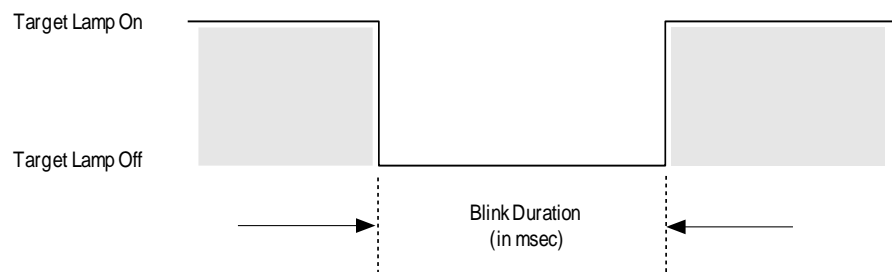 Target Lamp On
Target Lamp Off
Blink Duration
(in msec)